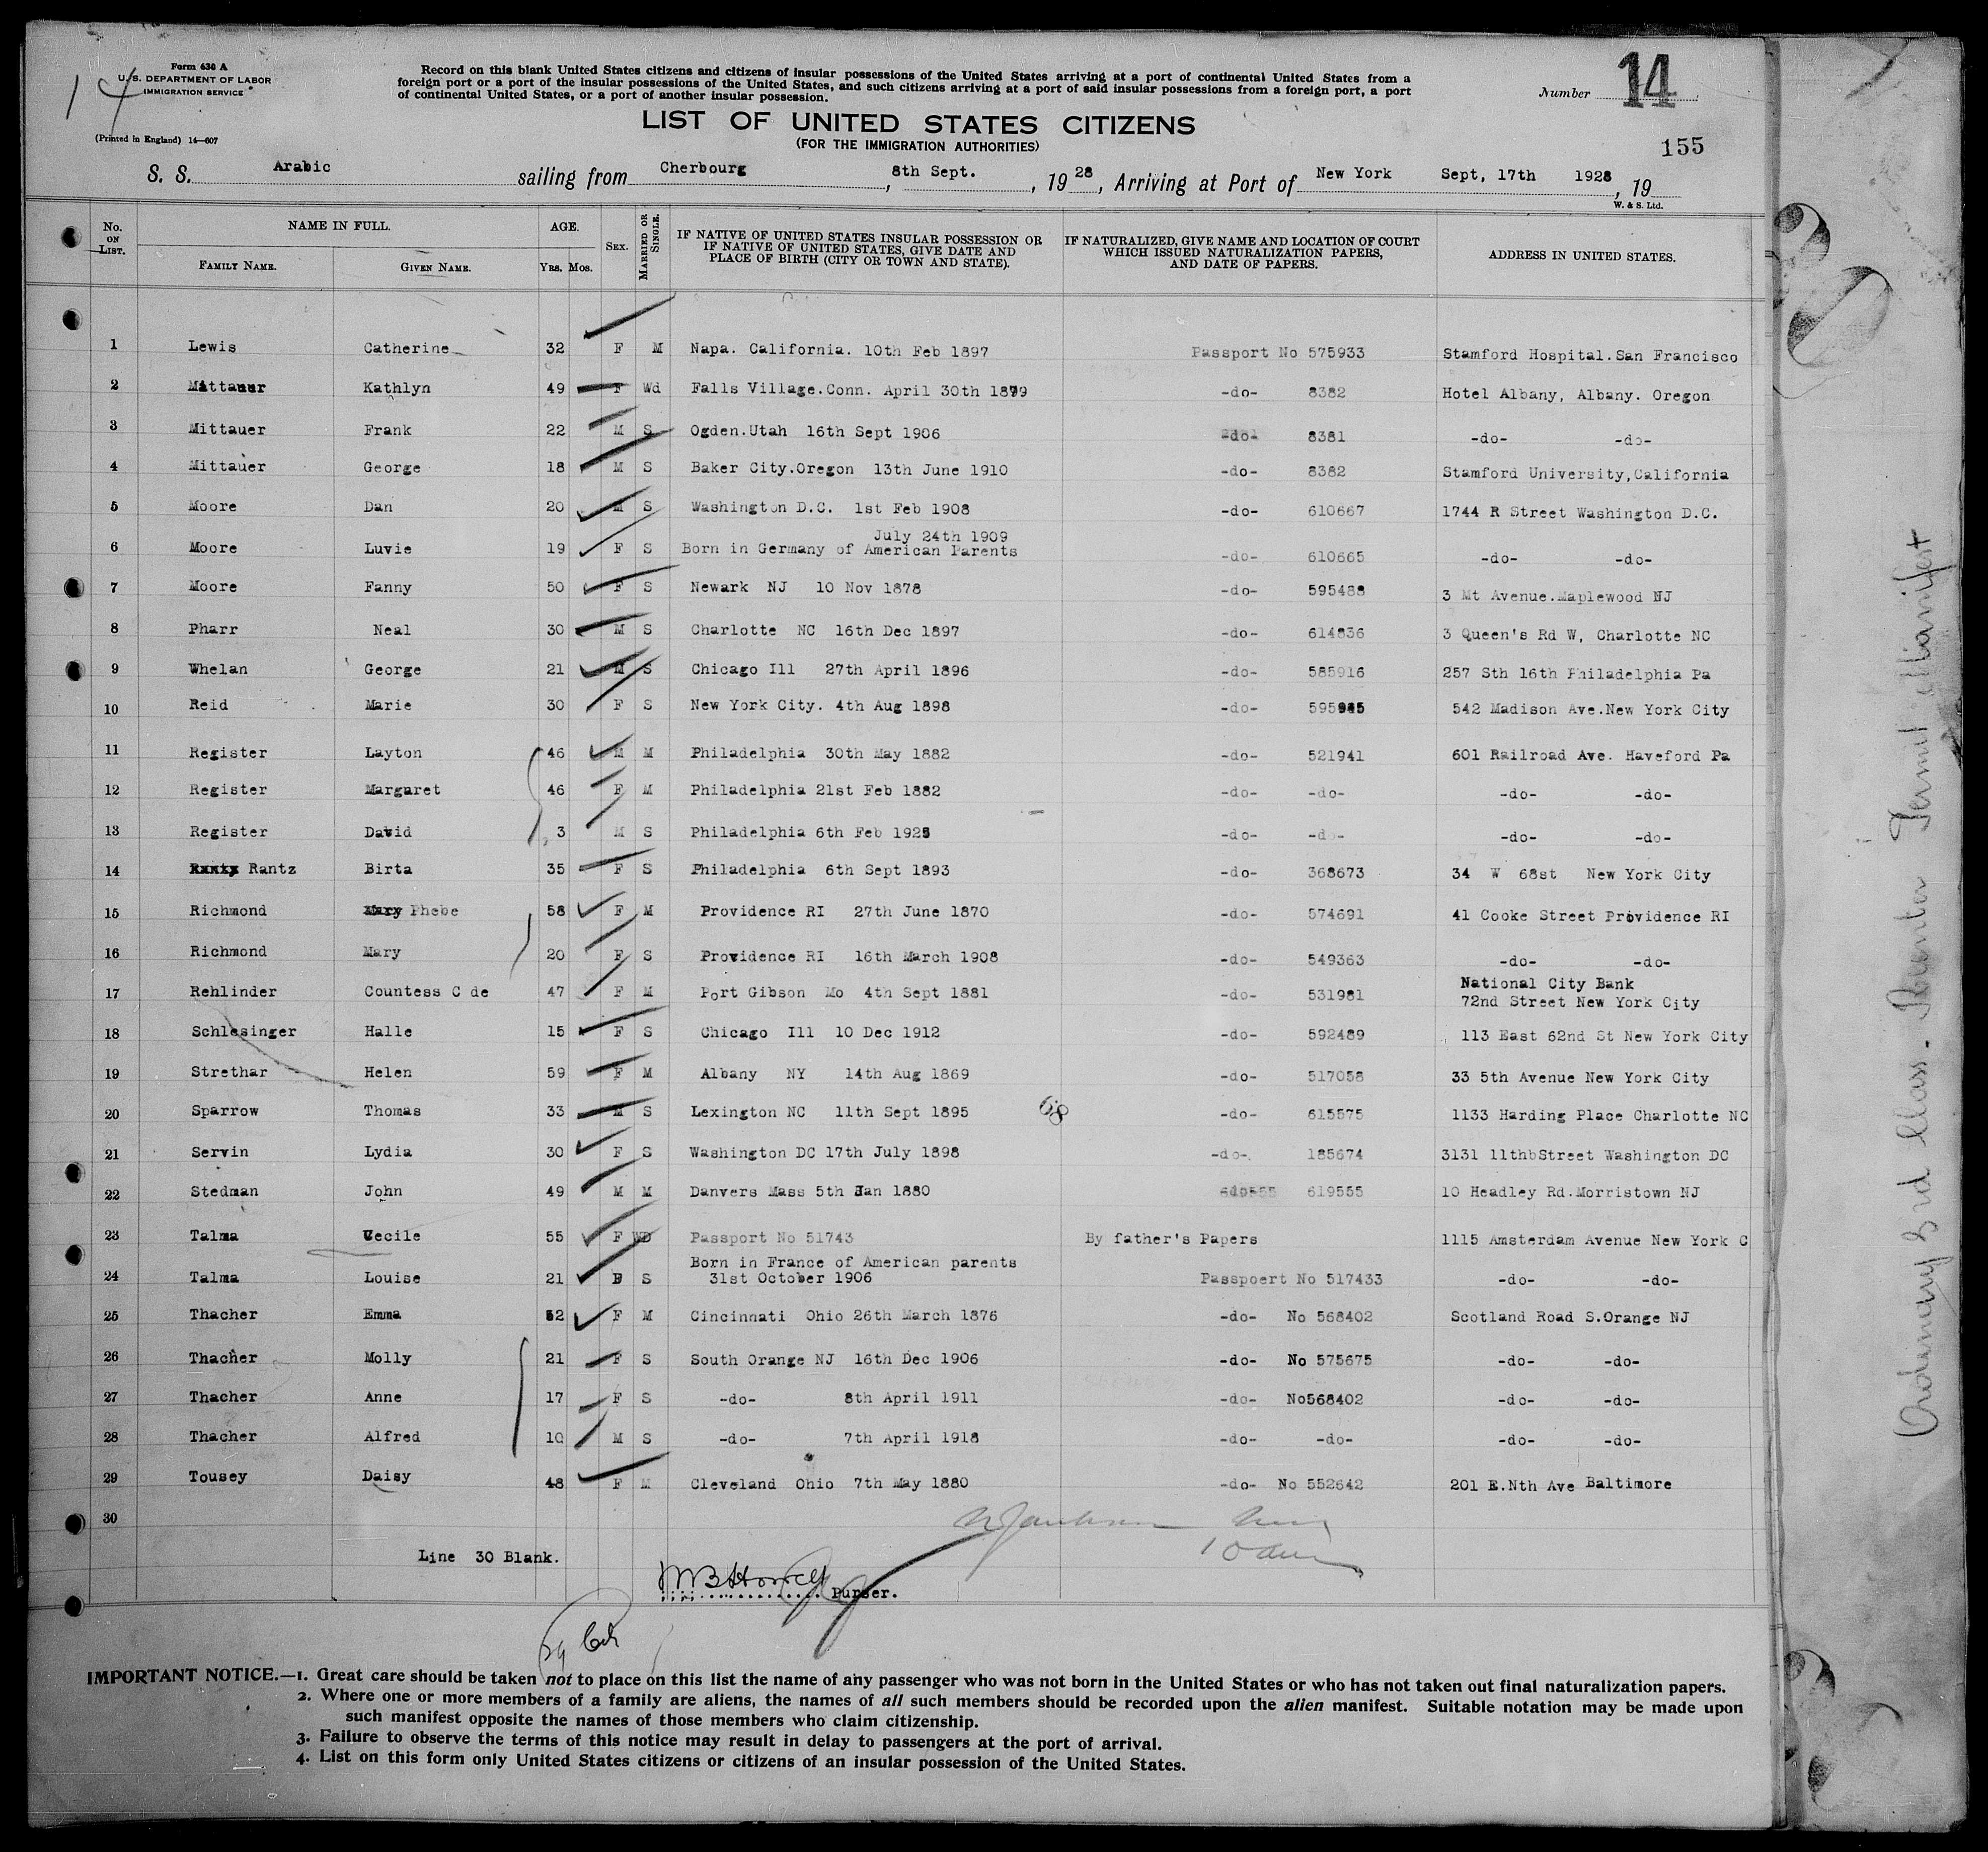 Form 630 A
U. S. DEPARTMENT OF LABOR
IMMIGRATION SERVICE
14
(Printed in England) 14—607
Record on this blank United States citizens and citizens of insular possessions of the United States arriving at a port of continental United States from a
foreign port or a port of the insular possessions of the United States, and such citizens arriving at a port of said insular possessions from a foreign port, a port
of continental United States, or a port of another insular possession.
Number 14
LIST OF UNITED STATES CITIZENS
(FOR THE IMMIGRATION AUTHORITIES)
155
S. S. Arabic sailing from Cherbourg, 8th Sept., 19 28, Arriving at Port of New York Sept, 17th 1928, 19
W. & S. Ltd.
No. ON LIST. NAME IN FULL. AGE. SEX. MARRIED OR SINGLE. IF NATIVE OF UNITED STATES INSULAR POSSESSION OR IF NATIVE OF UNITED STATES, GIVE DATE AND PLACE OF BIRTH (CITY OR TOWN AND STATE). IF NATURALIZED, GIVE NAME AND LOCATION OF COURT WHICH ISSUED NATURALIZATION PAPERS, AND DATE OF PAPERS. ADDRESS IN UNITED STATES.
FAMILY NAME. GIVEN NAME. YRS. MOS.
1 Lewis Catherine 32 F M Napa. California. 10th Feb 1897 Passport No 575933 Stamford Hospital.San Francisco
2 Mittauer Kathlyn 49 F Wd Falls Village.Conn. April 30th 1879 -do- 8382 Hotel Albany, Albany. Oregon
3 Mittauer Frank 22 M S Ogden.Utah 16th Sept 1906 -do- 8381 -do- -do-
4 Mittauer George 18 M S Baker City.Oregon 13th June 1910 -do- 8382 Stamford University,California
5 Moore Dan 20 M S Washington D.C. 1st Feb 1908 -do- 610667 1744 R Street Washington D.C.
July 24th 1909
6 Moore Luvie 19 F S Born in Germany of American Parents -do- 610665 -do- -do-
7 Moore Fanny 50 F S Newark NJ 10 Nov 1878 -do- 595488 3 Mt Avenue.Maplewood NJ
8 Pharr Neal 30 M S Charlotte NC 16th Dec 1897 -do- 614836 3 Queen's Rd W, Charlotte NC
9 Whelan George 21 M S Chicago Ill 27th April 1896 -do- 585916 257 Sth 16th Philadelphia Pa
10 Reid Marie 30 F S New York City. 4th Aug 1898 -do- 542 Madison Ave.New York City
11 Register Layton 46 M M Philadelphia 30th May 1882 -do- 521941 601 Railroad Ave. Haveford Pa
12 Register Margaret 46 F M Philadelphia 21st Feb 1882 -do- -do- -do- -do-
13 Register David 3 M S Philadelphia 6th Feb 1925 -do- -do- -do- -do-
14 Rantz Birta 35 F S Philadelphia 6th Sept 1893 -do- 368673 34 W 68st New York City
15 Richmond Mary Phebe 58 F M Providence RI 27th June 1870 -do- 574691 41 Cooke Street Providence RI
16 Richmond Mary 20 F S Providence RI 16th March 1908 -do- 549363 -do- -do-
17 Rehlinder Countess C de 47 F M Port Gibson Mo 4th Sept 1881 -do- 531981 National City Bank
72nd Street New York City
18 Schlesinger Halle 15 F S Chicago Ill 10 Dec 1912 -do- 592489 113 East 62nd St New York City
19 Strethar Helen 59 F M Albany NY 14th Aug 1869 -do- 517058 33 5th Avenue New York City
20 Sparrow Thomas 33 M S Lexington NC 11th Sept 1895 68 -do- 615575 1133 Harding Place Charlotte NC
21 Servin Lydia 30 F S Washington DC 17th July 1898 -do- 185674 3131 11thbStreet Washington DC
22 Stedman John 49 M M Danvers Mass 5th Jan 1880 619555 10 Headley Rd.Morristown NJ
23 Talma Cecile 55 F WD Passport No 51743 By father's Papers 1115 Amsterdam Avenue New York C
Born in France of American parents
24 Talma Louise 21 F S 31st October 1906 Passpoert No 517433 -do- -do-
25 Thacher Emma 52 F M Cincinnati Ohio 26th March 1876 -do- No 568402 Scotland Road S.Orange NJ
26 Thacher Molly 21 F S South Orange NJ 16th Dec 1906 -do- No 575675 -do- -do-
27 Thacher Anne 17 F S -do- 8th April 1911 -do- No568402 -do- -do-
28 Thacher Alfred 10 M S -do- 7th April 1918 -do- -do- -do- -do-
29 Tousey Daisy 48 F M Cleveland Ohio 7th May 1880 -do- No 552642 201 E.Nth Ave Baltimore
30
Line 30 Blank.
Purser.
IMPORTANT NOTICE.—1. Great care should be taken not to place on this list the name of any passenger who was not born in the United States or who has not taken out final naturalization papers.
2. Where one or more members of a family are aliens, the names of all such members should be recorded upon the alien manifest. Suitable notation may be made upon
such manifest opposite the names of those members who claim citizenship.
3. Failure to observe the terms of this notice may result in delay to passengers at the port of arrival.
4. List on this form only United States citizens or citizens of an insular possession of the United States.